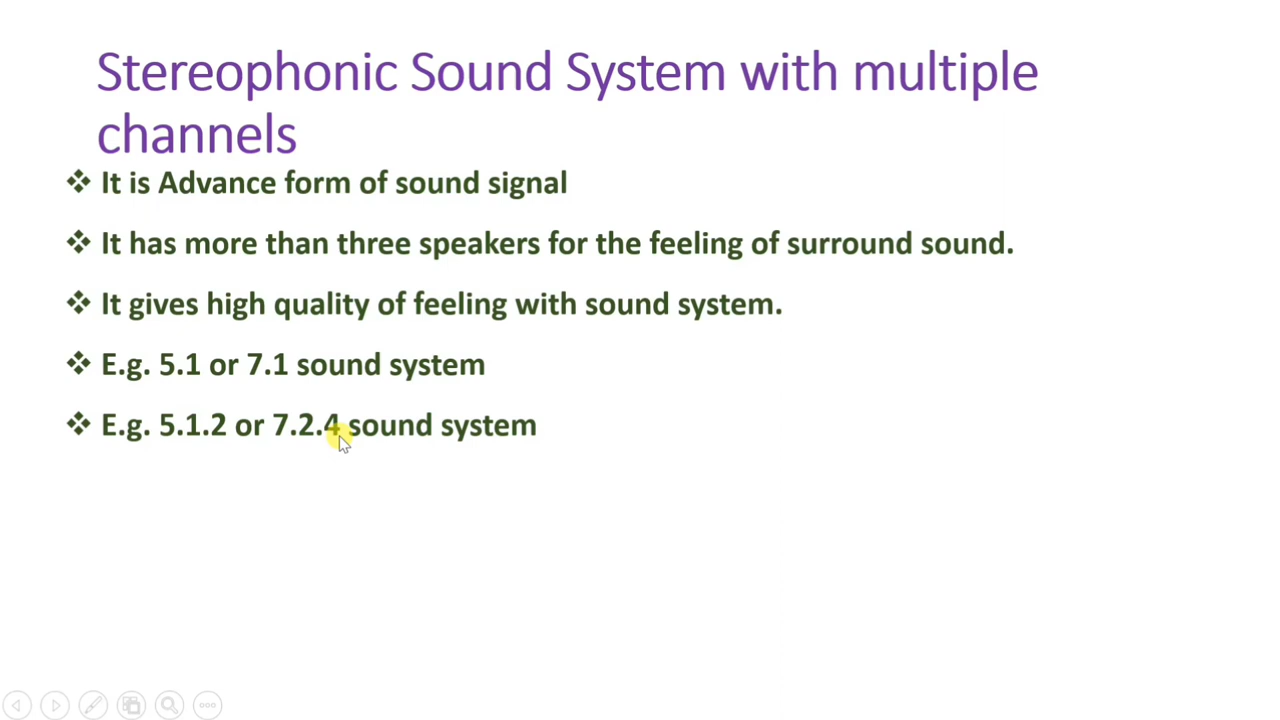 Stereophonic Sound System with multiple
channels
It is Advance form of sound signal
It has more than three speakers for the feeling of surround sound.
It gives high quality of feeling with sound system.
E.g. 5.1 or 7.1 sound system
E.g. 5.1.2 or 7.2.4 sound system